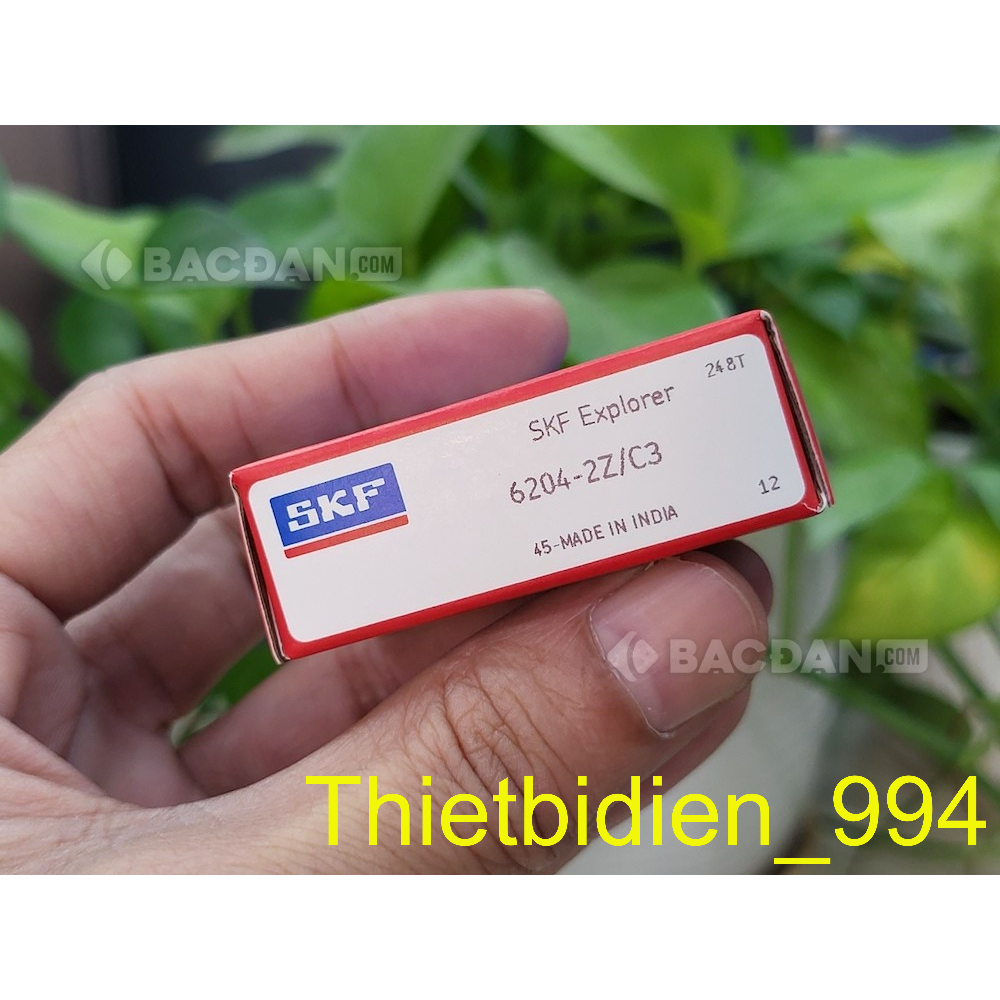 BACĐAN.COM
248T
SKF Explorer
6204-2Z/C3
SKF
12
45-MADE IN INDIA
BACĐAN.COM
Thietbidien_994